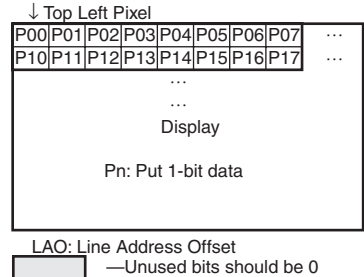 ↓ Top Left Pixel
P00 P01 P02 P03 P04 P05 P06 P07 …
P10 P11 P12 P13 P14 P15 P16 P17 …
…
…
Display
Pn: Put 1-bit data
LAO: Line Address Offset
—Unused bits should be 0